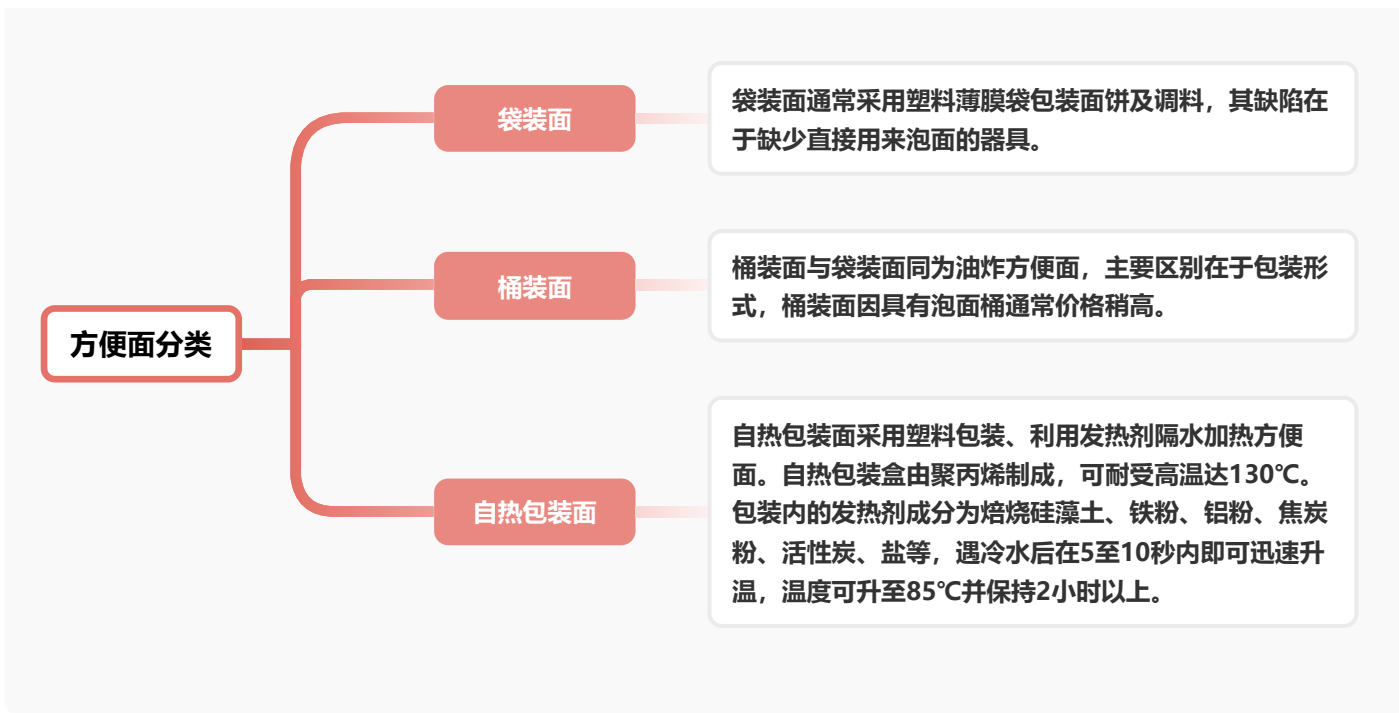 方便面分类
袋装面
袋装面通常采用塑料薄膜袋包装面饼及调料，其缺陷在
于缺少直接用来泡面的器具。
桶装面
桶装面与袋装面同为油炸方便面，主要区别在于包装形
式，桶装面因具有泡面桶通常价格稍高。
自热包装面
自热包装面采用塑料包装、利用发热剂隔水加热方便
面。自热包装盒由聚丙烯制成，可耐受高温达130℃。
包装内的发热剂成分为焙烧硅藻土、铁粉、铝粉、焦炭
粉、活性炭、盐等，遇冷水后在5至10秒内即可迅速升
温，温度可升至85℃并保持2小时以上。